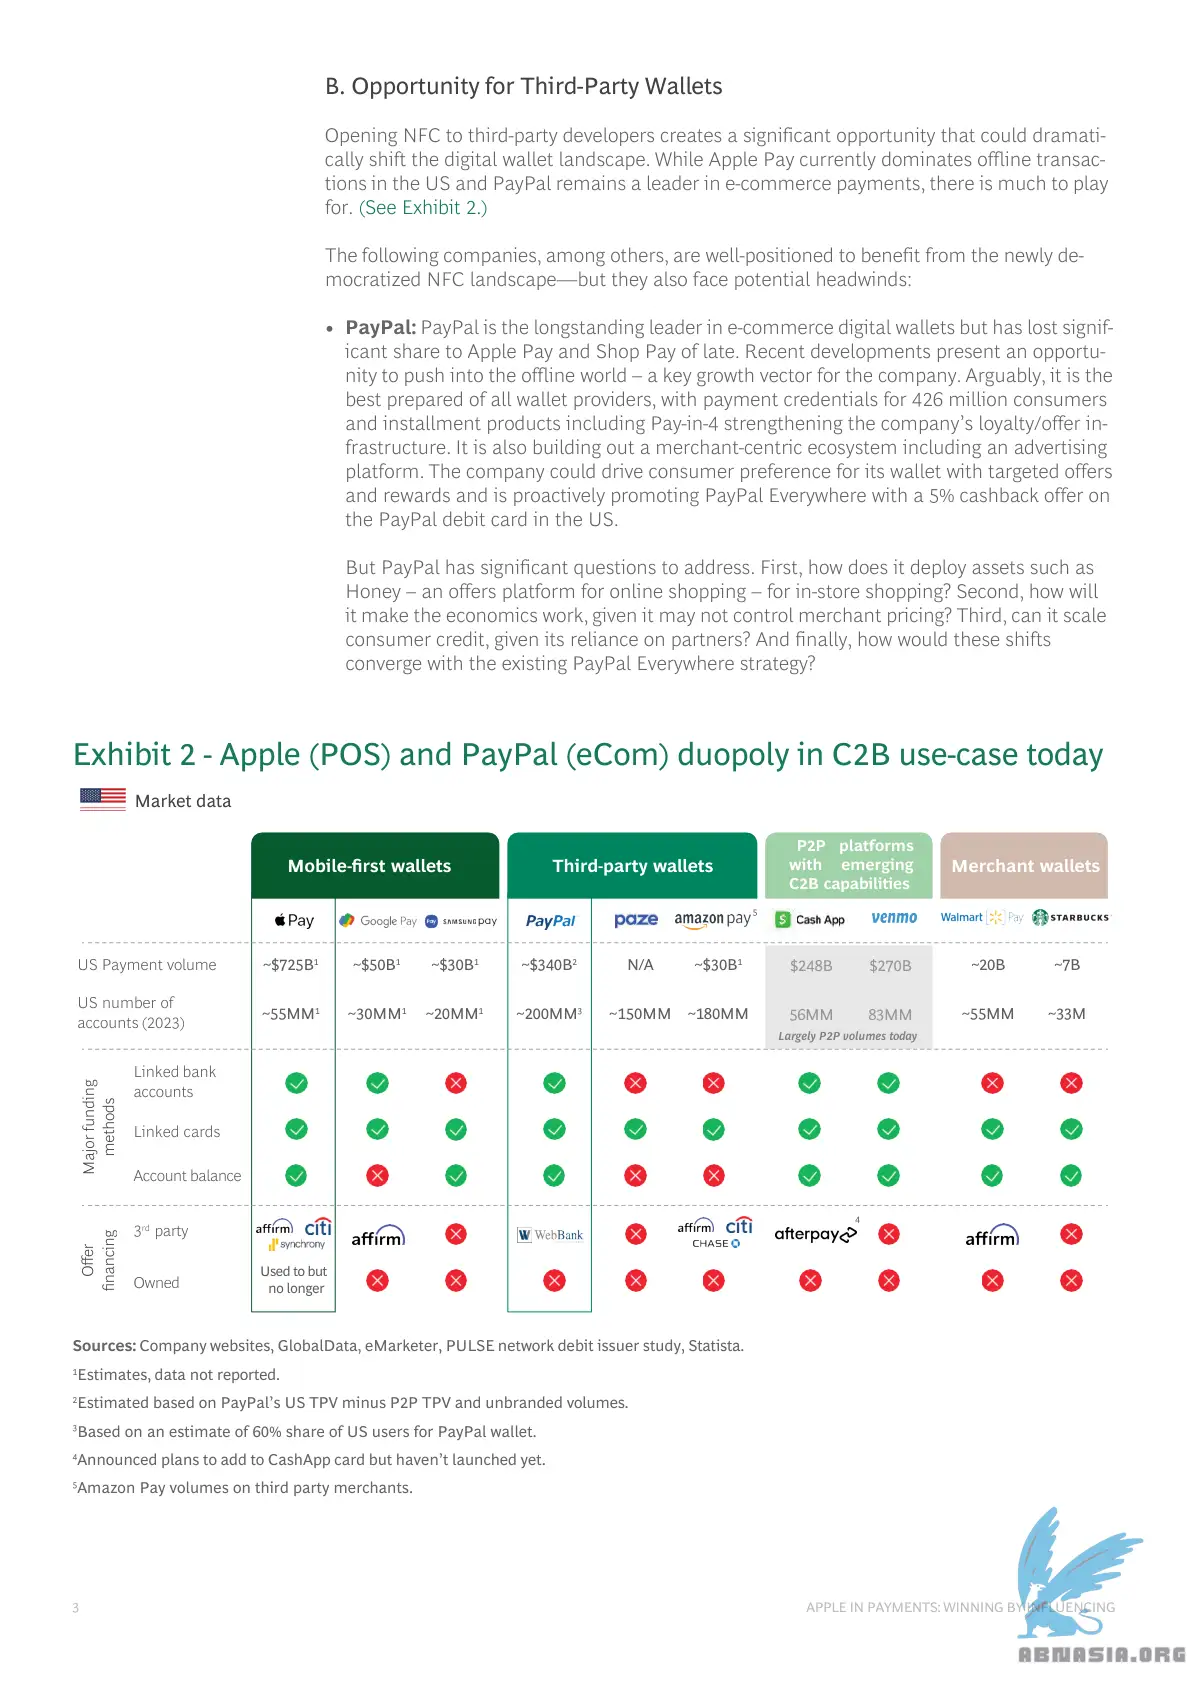 B. Opportunity for Third-Party Wallets
Opening NFC to third-party developers creates a significant opportunity that could dramati-
cally shift the digital wallet landscape. While Apple Pay currently dominates offline transac-
tions in the US and PayPal remains a leader in e-commerce payments, there is much to play
for. (See Exhibit 2.)
The following companies, among others, are well-positioned to benefit from the newly de-
mocratized NFC landscape—but they also face potential headwinds:
• PayPal: PayPal is the longstanding leader in e-commerce digital wallets but has lost signif-
icant share to Apple Pay and Shop Pay of late. Recent developments present an opportu-
nity to push into the offline world – a key growth vector for the company. Arguably, it is the
best prepared of all wallet providers, with payment credentials for 426 million consumers
and installment products including Pay-in-4 strengthening the company's loyalty/offer in-
frastructure. It is also building out a merchant-centric ecosystem including an advertising
platform. The company could drive consumer preference for its wallet with targeted offers
and rewards and is proactively promoting PayPal Everywhere with a 5% cashback offer on
the PayPal debit card in the US.
But PayPal has significant questions to address. First, how does it deploy assets such as
Honey – an offers platform for online shopping – for in-store shopping? Second, how will
it make the economics work, given it may not control merchant pricing? Third, can it scale
consumer credit, given its reliance on partners? And finally, how would these shifts
converge with the existing PayPal Everywhere strategy?
Exhibit 2 - Apple (POS) and PayPal (eCom) duopoly in C2B use-case today
Market data
Mobile-first wallets Third-party wallets P2P platforms with emerging C2B capabilities Merchant wallets
Pay Google Pay Pay SAMSUNG pay PayPal paze amazon pay⁵ Cash App venmo Walmart Pay STARBUCKS
US Payment volume ~$725B¹ ~$50B¹ ~$30B¹ ~$340B² N/A ~$30B¹ $248B $270B ~20B ~7B
US number of
accounts (2023) ~55MM¹ ~30MM¹ ~20MM¹ ~200MM³ ~150MM ~180MM 56MM 83MM ~55MM ~33M
Largely P2P volumes today
Major funding
methods
Linked bank
accounts
Linked cards
Account balance
Offer
financing
3rd party affirm citi synchrony affirm WebBank affirm citi CHASE afterpay⁴ affirm
Owned Used to but
no longer
Sources: Company websites, GlobalData, eMarketer, PULSE network debit issuer study, Statista.
¹Estimates, data not reported.
²Estimated based on PayPal's US TPV minus P2P TPV and unbranded volumes.
³Based on an estimate of 60% share of US users for PayPal wallet.
⁴Announced plans to add to CashApp card but haven't launched yet.
⁵Amazon Pay volumes on third party merchants.
3 APPLE IN PAYMENTS: WINNING BY INFLUENCING
ABNASIA.ORG